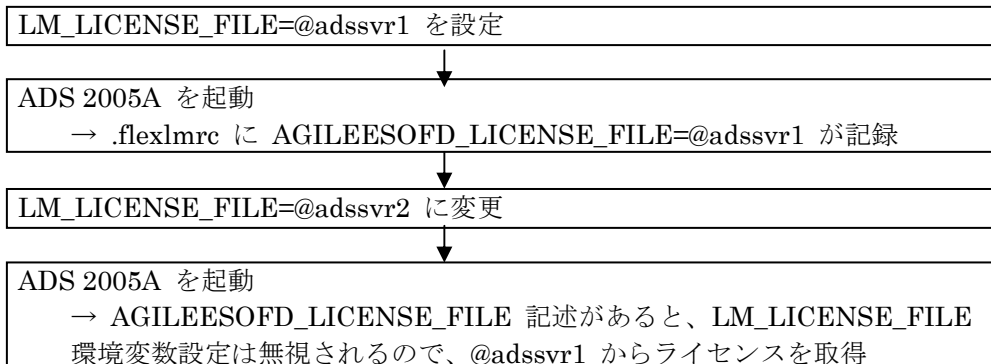 LM_LICENSE_FILE=@adssvr1 を設定
ADS 2005A を起動
→ .flexlmrc に AGILEESOFD_LICENSE_FILE=@adssvr1 が記録
LM_LICENSE_FILE=@adssvr2 に変更
ADS 2005A を起動
→ AGILEESOFD_LICENSE_FILE 記述があると、LM_LICENSE_FILE
環境変数設定は無視されるので、@adssvr1 からライセンスを取得